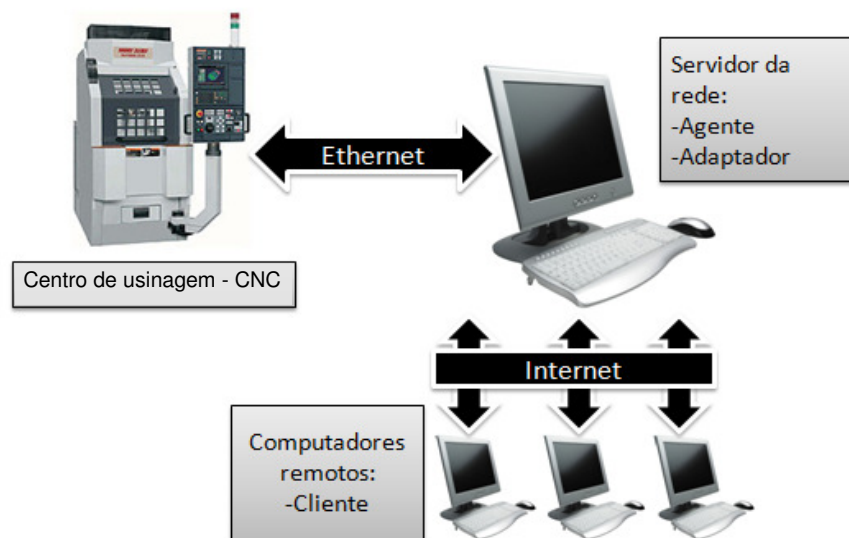 Ethernet
Servidor da
rede:
-Agente
-Adaptador
Centro de usinagem - CNC
Internet
Computadores
remotos:
-Cliente